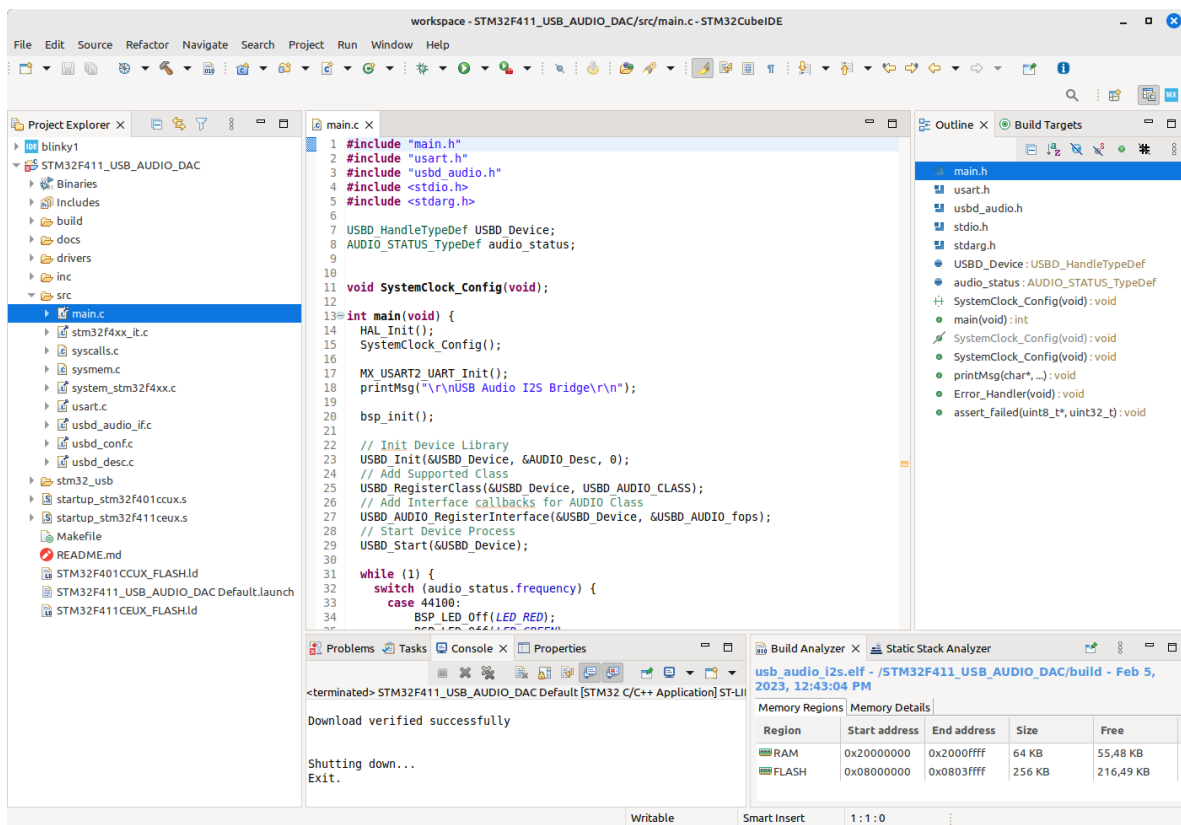 workspace - STM32F411_USB_AUDIO_DAC/src/main.c - STM32CubeIDE
File Edit Source Refactor Navigate Search Project Run Window Help
Project Explorer
blinky1
STM32F411_USB_AUDIO_DAC
Binaries
Includes
build
docs
drivers
inc
src
main.c
stm32f4xx_it.c
syscalls.c
sysmem.c
system_stm32f4xx.c
usart.c
usbd_audio_if.c
usbd_conf.c
usbd_desc.c
stm32_usb
startup_stm32f401ccux.s
startup_stm32f411ceux.s
Makefile
README.md
STM32F401CCUX_FLASH.ld
STM32F411_USB_AUDIO_DAC Default.launch
STM32F411CEUX_FLASH.ld
main.c
1 #include "main.h"
2 #include "usart.h"
3 #include "usbd_audio.h"
4 #include <stdio.h>
5 #include <stdarg.h>
6
7 USBD_HandleTypeDef USBD_Device;
8 AUDIO_STATUS_TypeDef audio_status;
9
10
11 void SystemClock_Config(void);
12
13 int main(void) {
14 HAL_Init();
15 SystemClock_Config();
16
17 MX_USART2_UART_Init();
18 printMsg("\r\nUSB Audio I2S Bridge\r\n");
19
20 bsp_init();
21
22 // Init Device Library
23 USBD_Init(&USBD_Device, &AUDIO_Desc, 0);
24 // Add Supported Class
25 USBD_RegisterClass(&USBD_Device, USBD_AUDIO_CLASS);
26 // Add Interface callbacks for AUDIO Class
27 USBD_AUDIO_RegisterInterface(&USBD_Device, &USBD_AUDIO_fops);
28 // Start Device Process
29 USBD_Start(&USBD_Device);
30
31 while (1) {
32 switch (audio_status.frequency) {
33 case 44100:
34 BSP_LED_Off(LED_RED);
35 BSP_LED_Off(LED_GREEN)
Outline Build Targets
main.h
usart.h
usbd_audio.h
stdio.h
stdarg.h
USBD_Device : USBD_HandleTypeDef
audio_status : AUDIO_STATUS_TypeDef
SystemClock_Config(void) : void
main(void) : int
SystemClock_Config(void) : void
SystemClock_Config(void) : void
printMsg(char*, ...) : void
Error_Handler(void) : void
assert_failed(uint8_t*, uint32_t) : void
Problems Tasks Console Properties
<terminated> STM32F411_USB_AUDIO_DAC Default [STM32 C/C++ Application] ST-LI
Download verified successfully
Shutting down...
Exit.
Build Analyzer Static Stack Analyzer
usb_audio_i2s.elf - /STM32F411_USB_AUDIO_DAC/build - Feb 5,
2023, 12:43:04 PM
Memory Regions Memory Details
Region Start address End address Size Free
RAM 0x20000000 0x2000ffff 64 KB 55,48 KB
FLASH 0x08000000 0x0803ffff 256 KB 216,49 KB
Writable Smart Insert 1 : 1 : 0